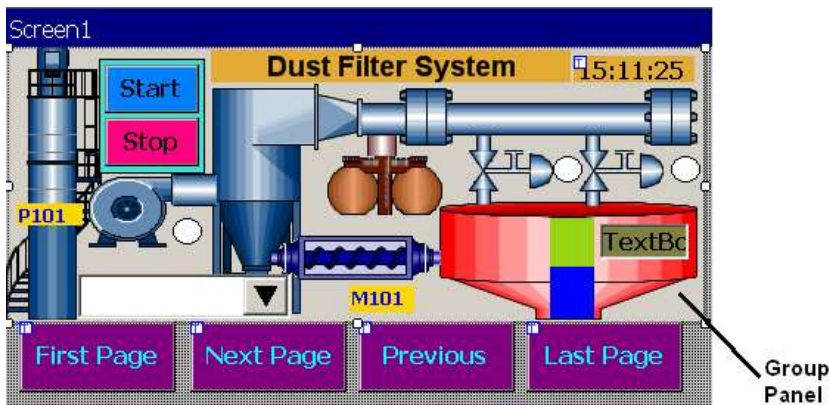 Screen1
Dust Filter System
15:11:25
Start
Stop
P101
TextBo
M101
First Page
Next Page
Previous
Last Page
Group
Panel